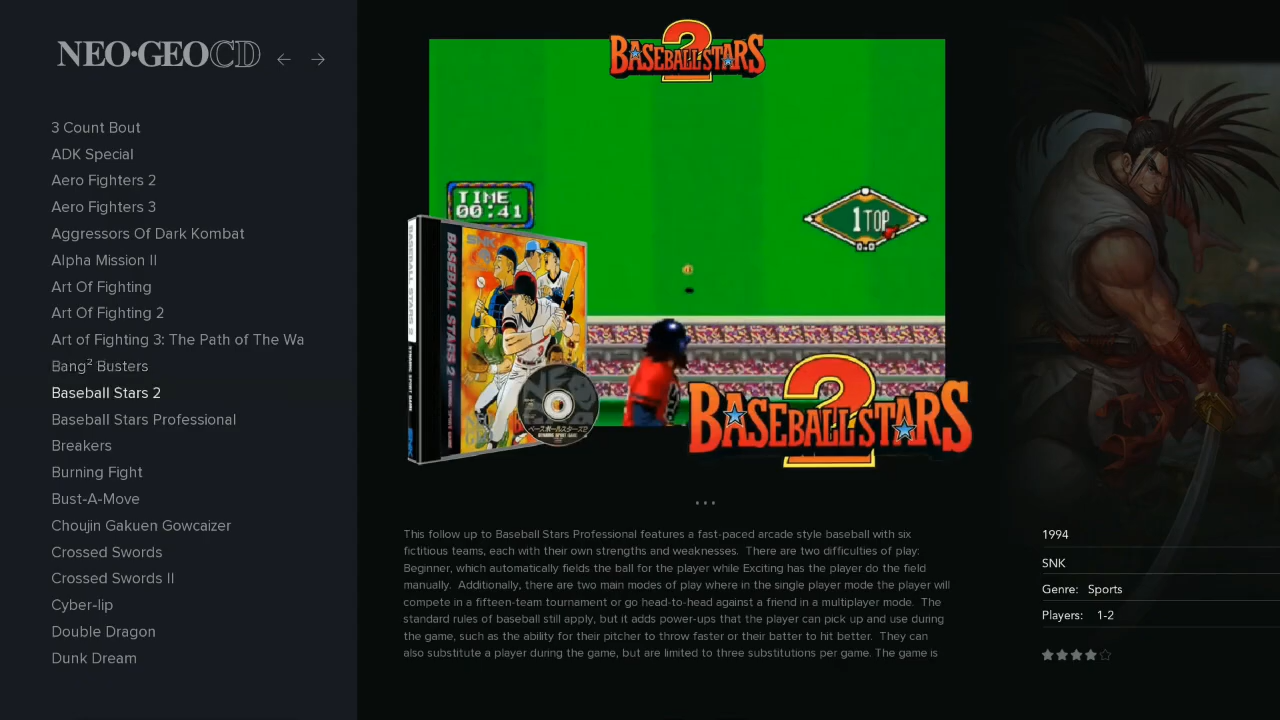 NEO·GEO CD
3 Count Bout
ADK Special
Aero Fighters 2
Aero Fighters 3
Aggressors Of Dark Kombat
Alpha Mission II
Art Of Fighting
Art Of Fighting 2
Art of Fighting 3: The Path of The Wa
Bang² Busters
Baseball Stars 2
Baseball Stars Professional
Breakers
Burning Fight
Bust-A-Move
Choujin Gakuen Gowcaizer
Crossed Swords
Crossed Swords II
Cyber-lip
Double Dragon
Dunk Dream
BASEBALL STARS 2
TIME
00:41
1 TOP
BASEBALL STARS 2
BASEBALL STARS 2
SNK
BASEBALL STARS 2
...
This follow up to Baseball Stars Professional features a fast-paced arcade style baseball with six
fictitious teams, each with their own strengths and weaknesses. There are two difficulties of play:
Beginner, which automatically fields the ball for the player while Exciting has the player do the field
manually. Additionally, there are two main modes of play where in the single player mode the player will
compete in a fifteen-team tournament or go head-to-head against a friend in a multiplayer mode. The
standard rules of baseball still apply, but it adds power-ups that the player can pick up and use during
the game, such as the ability for their pitcher to throw faster or their batter to hit better. They can
also substitute a player during the game, but are limited to three substitutions per game. The game is
1994
SNK
Genre: Sports
Players: 1-2